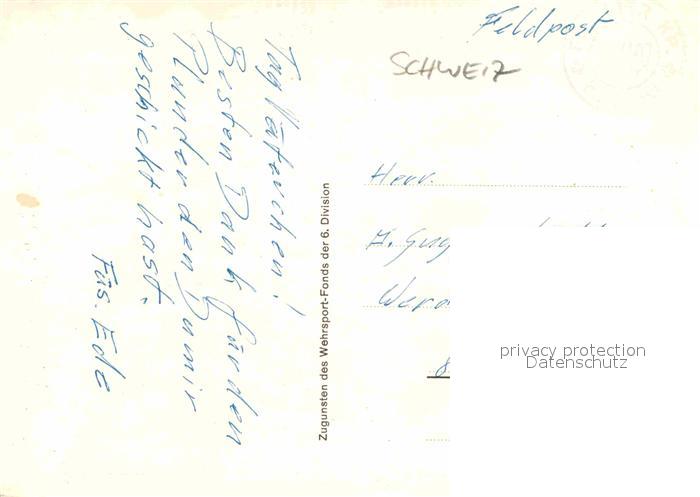 Feldpost
SCHWEIZ
Tag Väterchen!
Besten Dank für den
Plunder den Du mir
geschickt hast.
Füs. Ede
Zugunsten des Wehrsport-Fonds der 6. Division
Herr.
privacy protection
Datenschutz